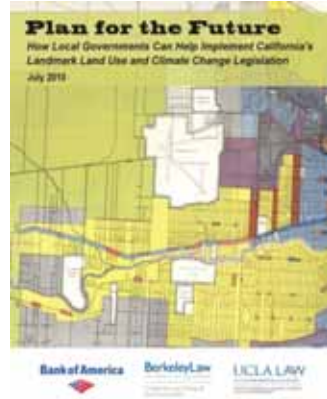 Plan for the Future
How Local Governments Can Help Implement California's
Landmark Land Use and Climate Change Legislation
July 2010
Bank of America
BerkeleyLaw
UCLA LAW